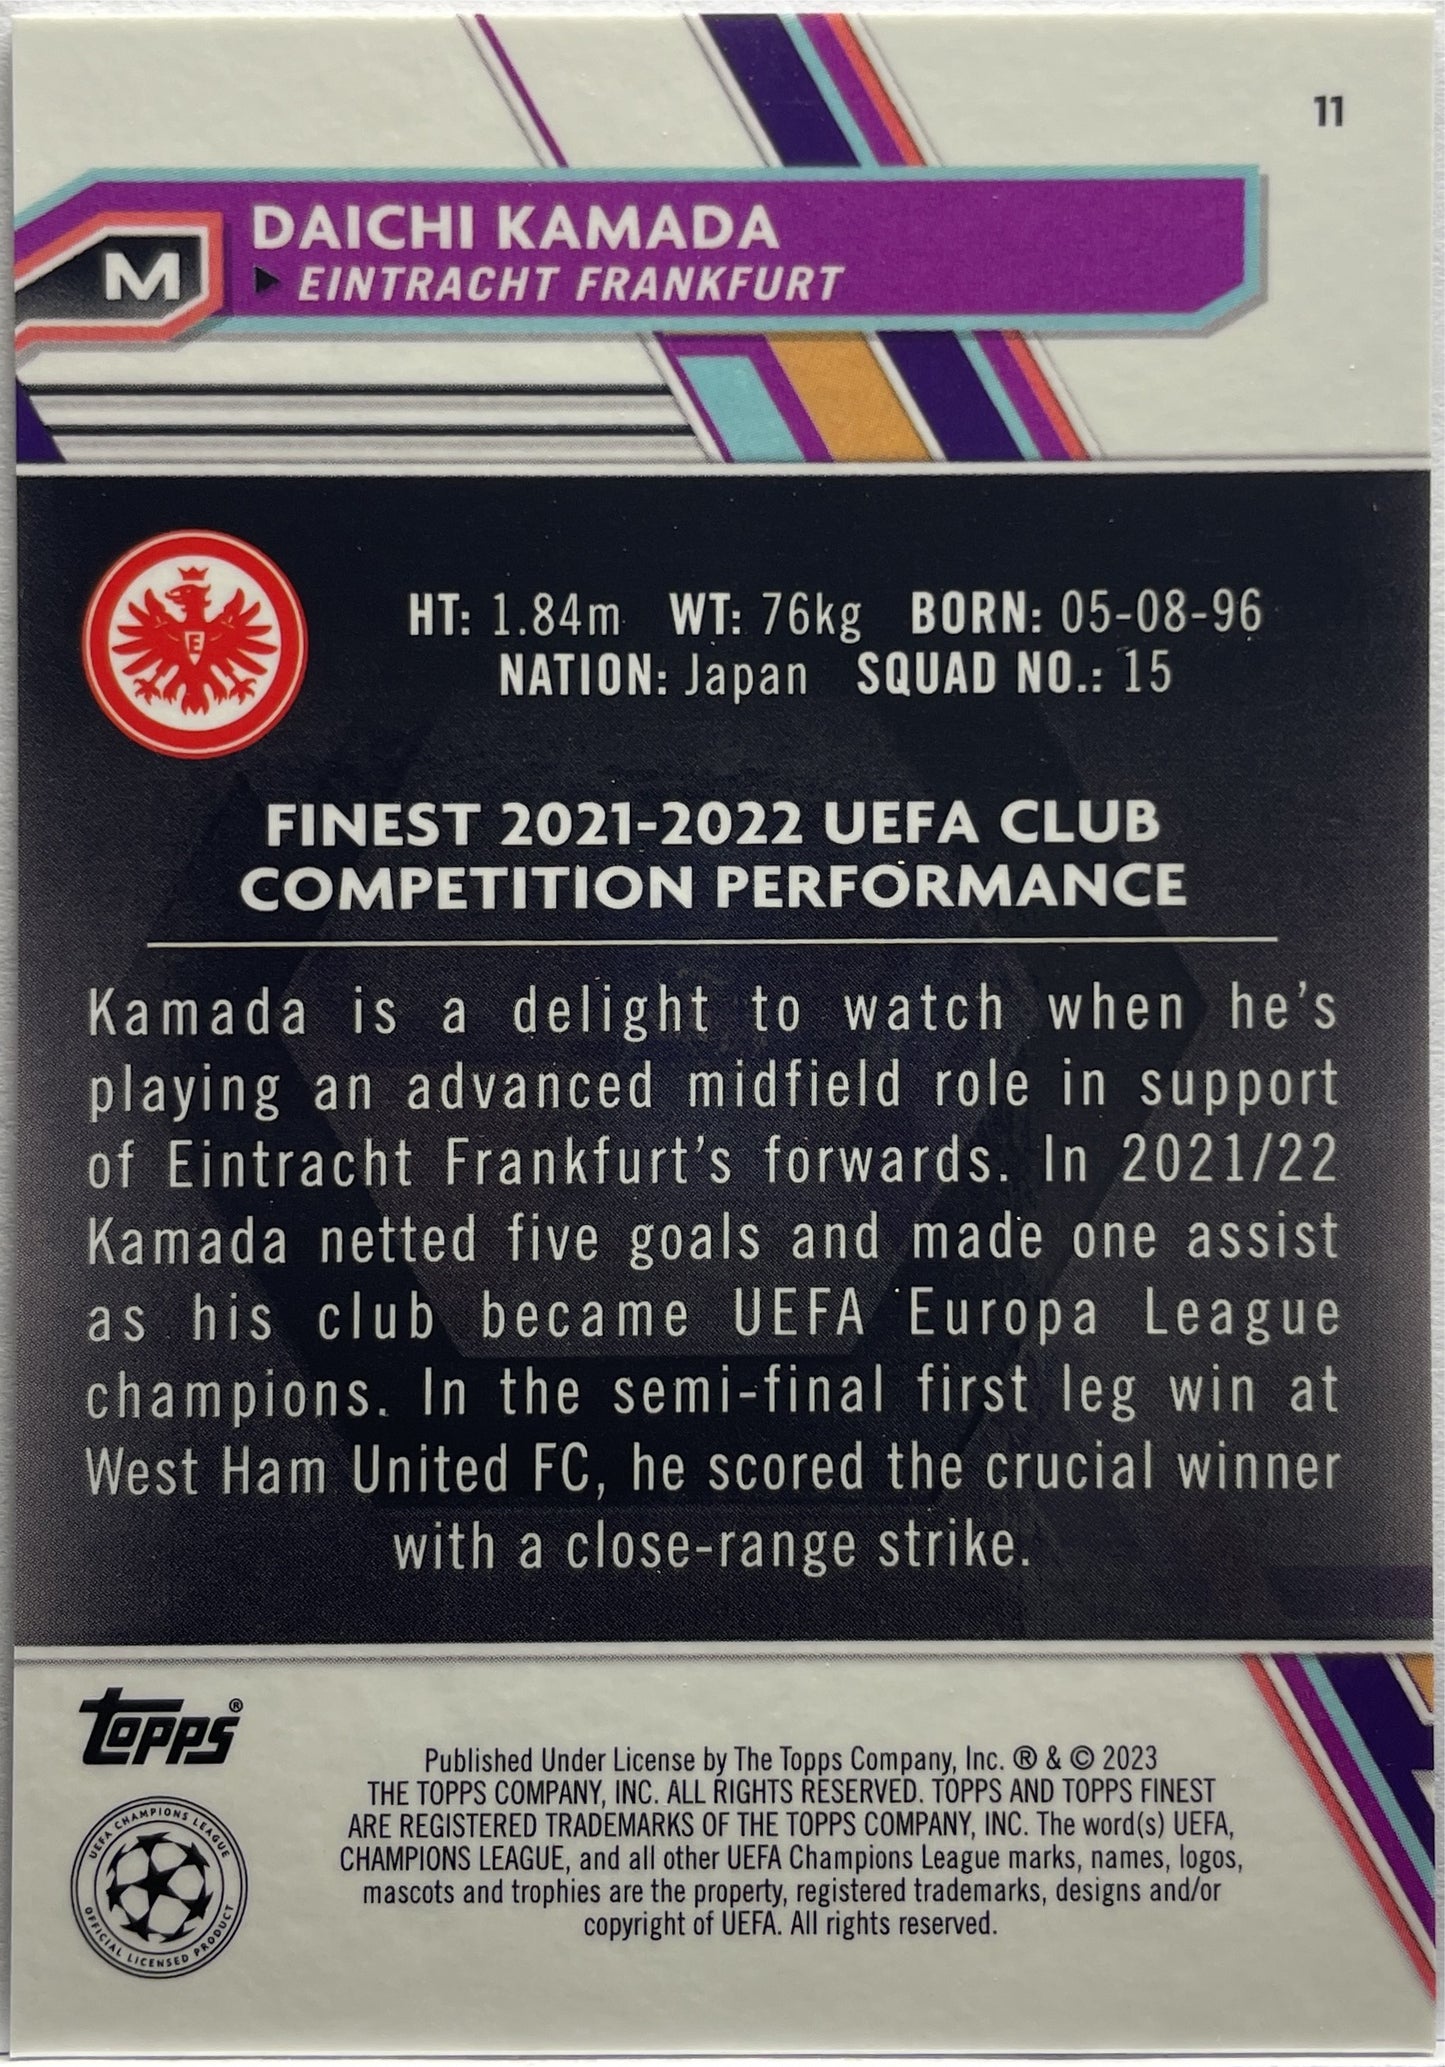 11
DAICHI KAMADA
M
EINTRACHT FRANKFURT
E
HT: 1.84m WT: 76kg BORN: 05-08-96
NATION: Japan SQUAD NO.: 15
FINEST 2021-2022 UEFA CLUB
COMPETITION PERFORMANCE
Kamada is a delight to watch when he's
playing an advanced midfield role in support
of Eintracht Frankfurt's forwards. In 2021/22
Kamada netted five goals and made one assist
as his club became UEFA Europa League
champions. In the semi-final first leg win at
West Ham United FC, he scored the crucial winner
with a close-range strike.
Topps®
Published Under License by The Topps Company, Inc. ® & © 2023
THE TOPPS COMPANY, INC. ALL RIGHTS RESERVED. TOPPS AND TOPPS FINEST
ARE REGISTERED TRADEMARKS OF THE TOPPS COMPANY, INC. The word(s) UEFA,
CHAMPIONS LEAGUE, and all other UEFA Champions League marks, names, logos,
mascots and trophies are the property, registered trademarks, designs and/or
copyright of UEFA. All rights reserved.
UEFA CHAMPIONS LEAGUE
OFFICIAL LICENSED PRODUCT